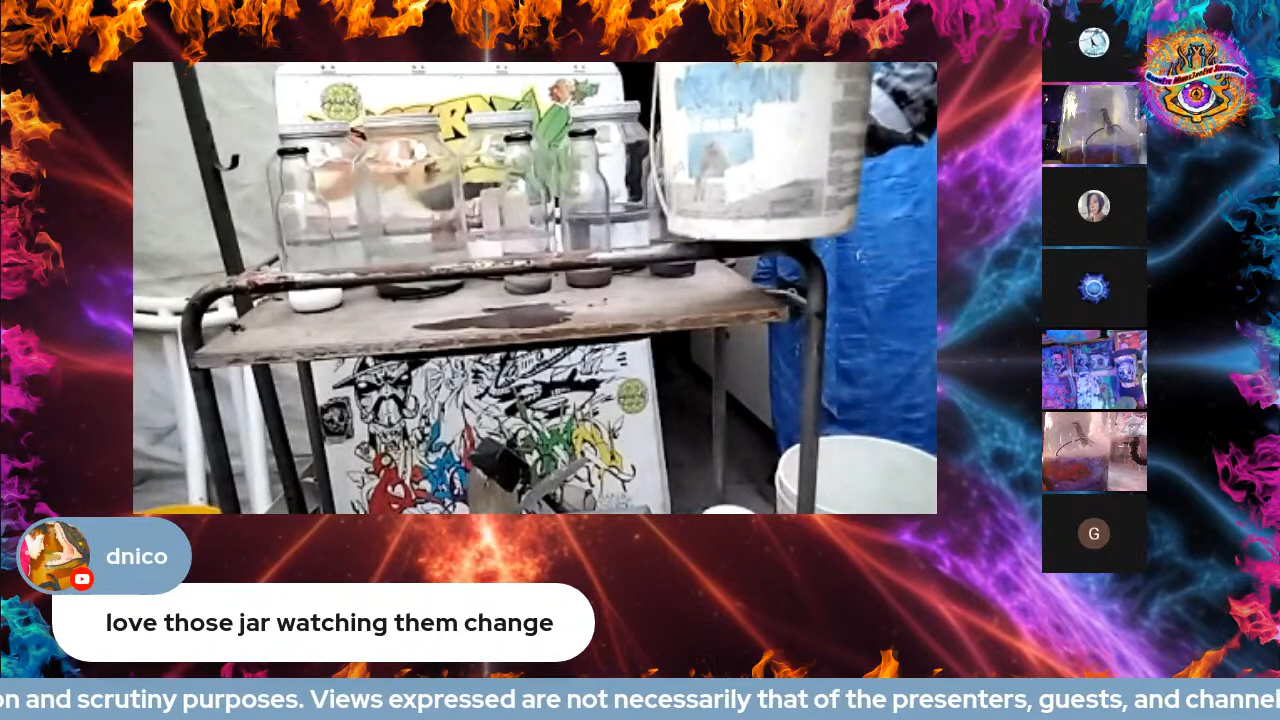 dnico
love those jar watching them change
G
on and scrutiny purposes. Views expressed are not necessarily that of the presenters, guests, and channel